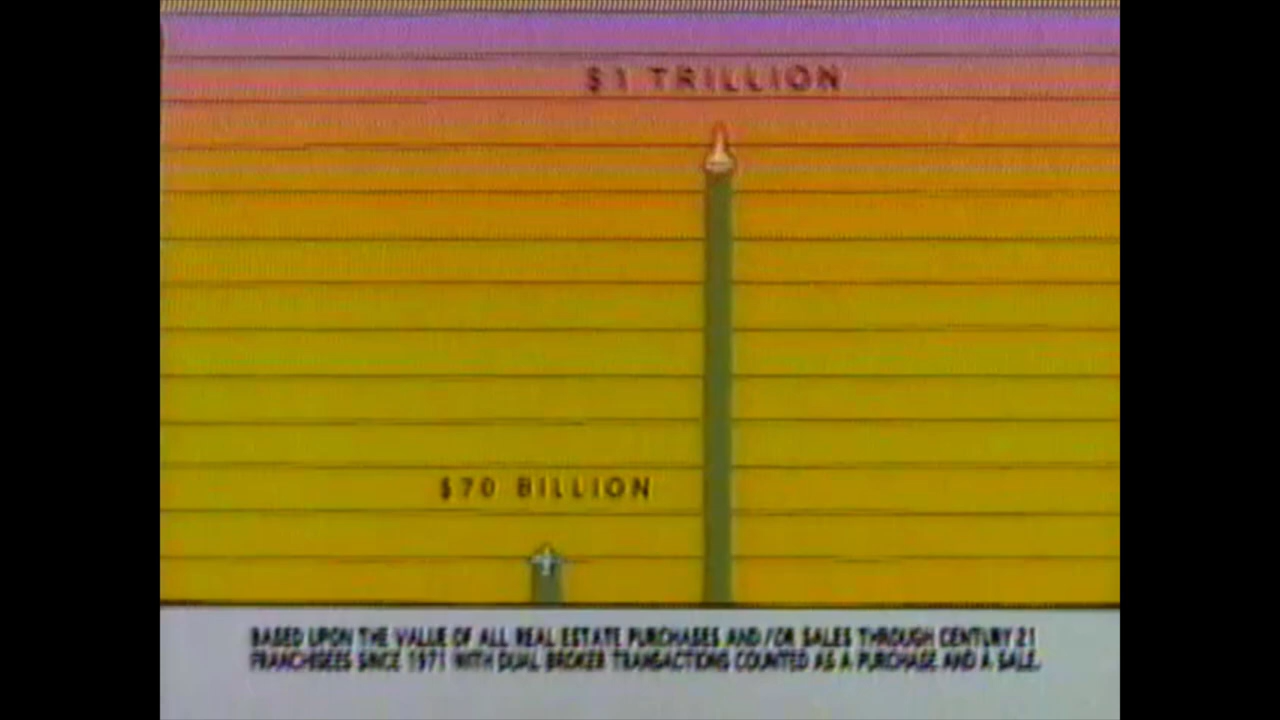 $1 TRILLION
$70 BILLION
BASED UPON THE VALUE OF ALL REAL ESTATE PURCHASES AND/OR SALES THROUGH CENTURY 21
FRANCHISEES SINCE 1971 WITH DUAL BROKER TRANSACTIONS COUNTED AS A PURCHASE AND A SALE.